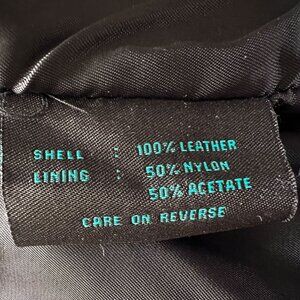 SHELL : 100% LEATHER
LINING : 50% NYLON
50% ACETATE
CARE ON REVERSE